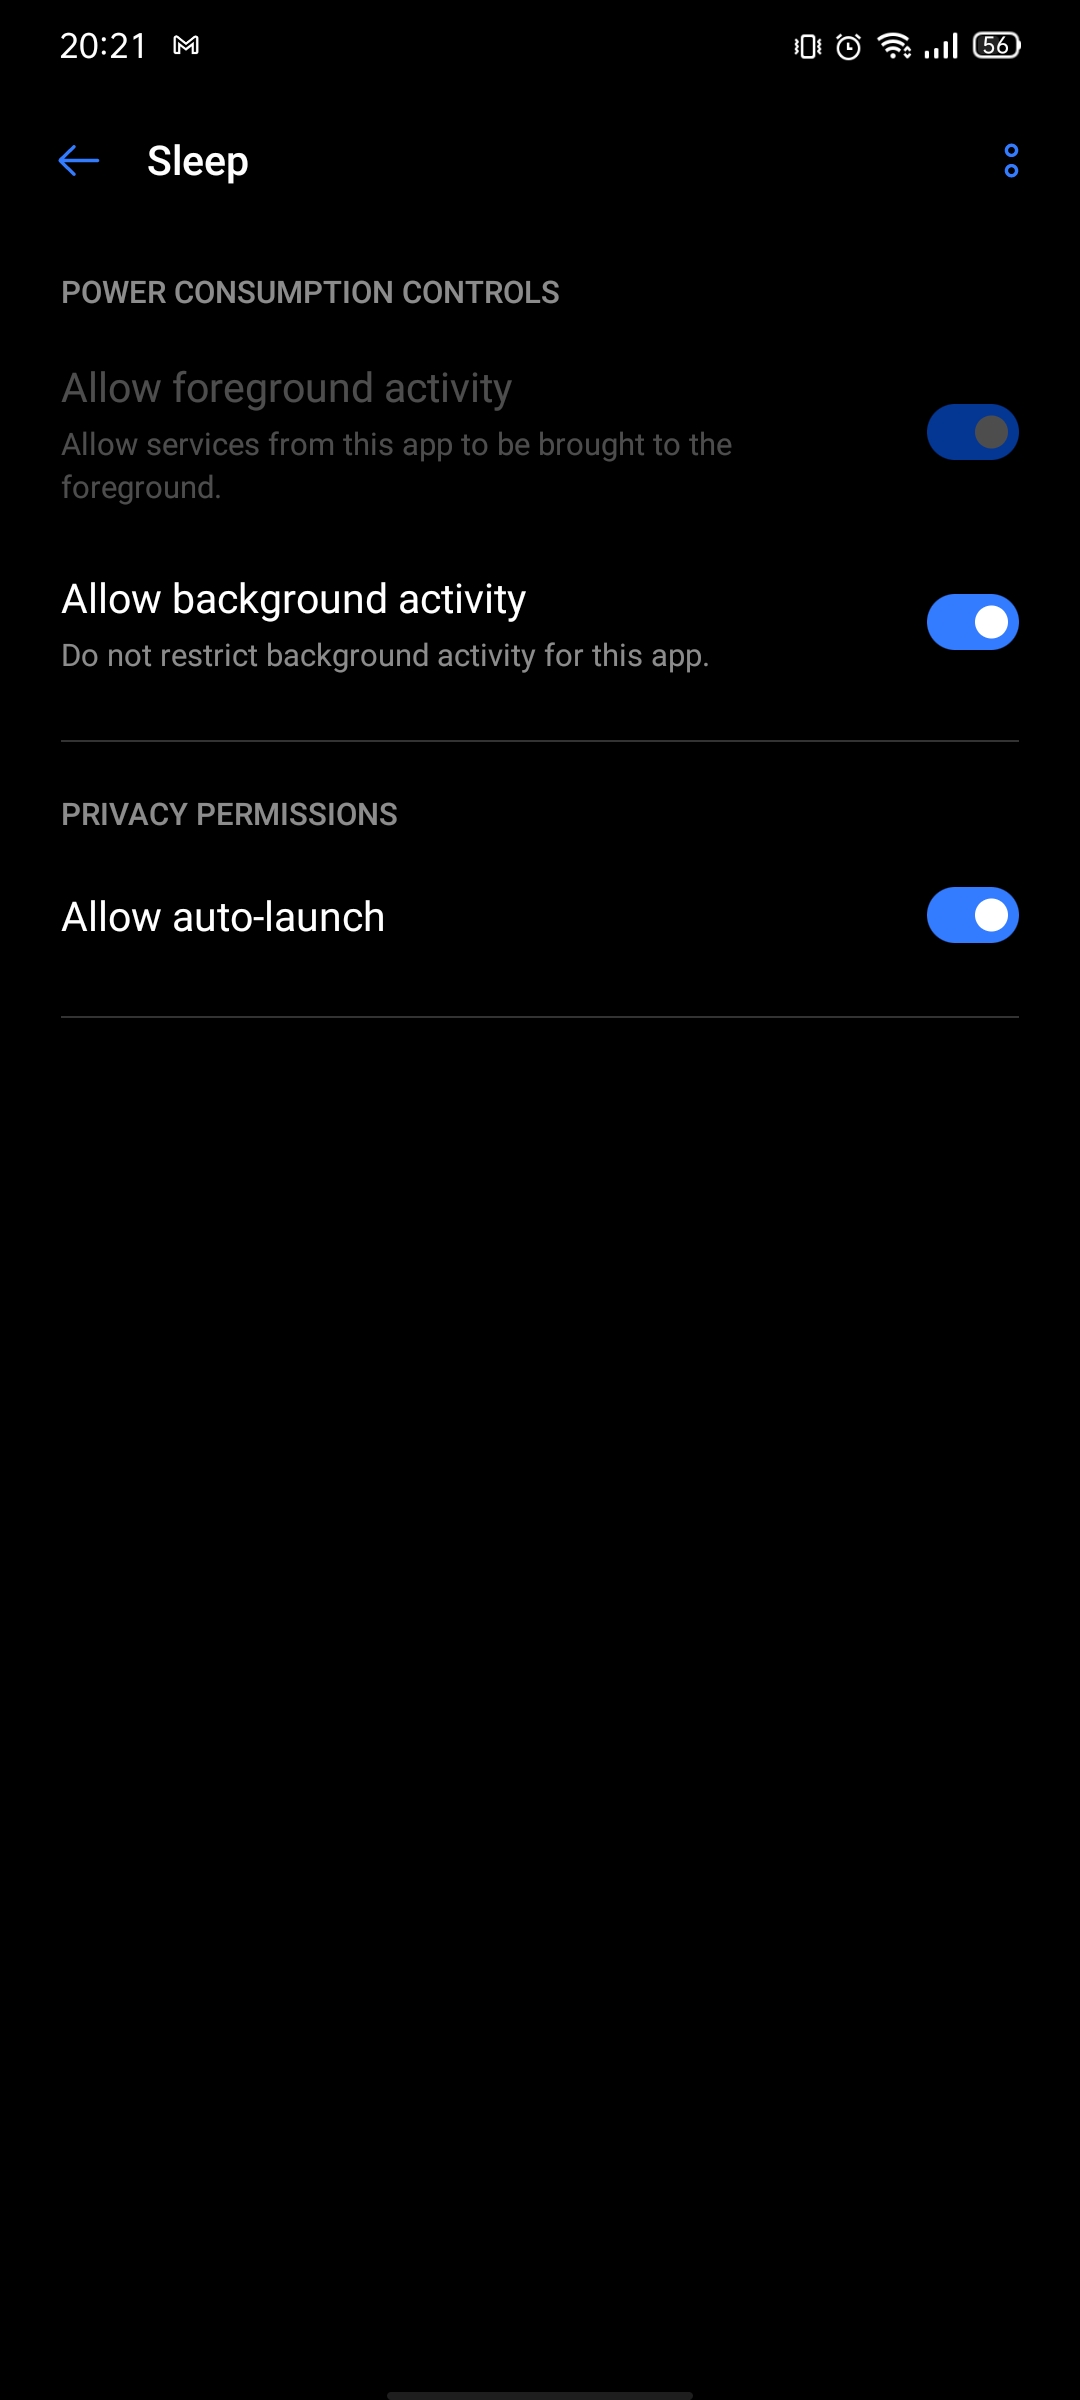 20:21
56
Sleep
POWER CONSUMPTION CONTROLS
Allow foreground activity
Allow services from this app to be brought to the
foreground.
Allow background activity
Do not restrict background activity for this app.
PRIVACY PERMISSIONS
Allow auto-launch